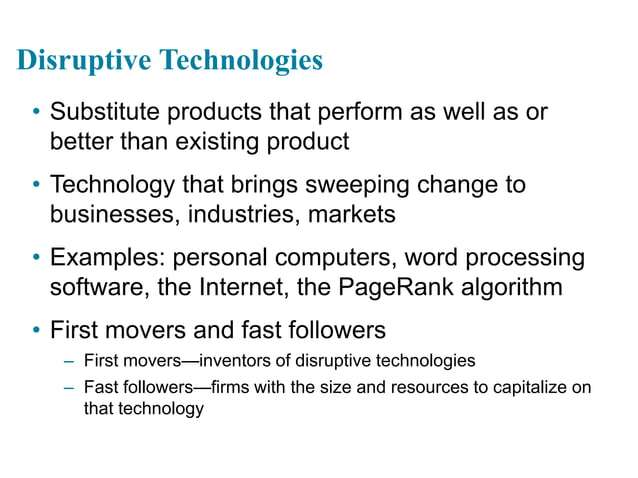 Disruptive Technologies
• Substitute products that perform as well as or
better than existing product
• Technology that brings sweeping change to
businesses, industries, markets
• Examples: personal computers, word processing
software, the Internet, the PageRank algorithm
• First movers and fast followers
– First movers—inventors of disruptive technologies
– Fast followers—firms with the size and resources to capitalize on
that technology